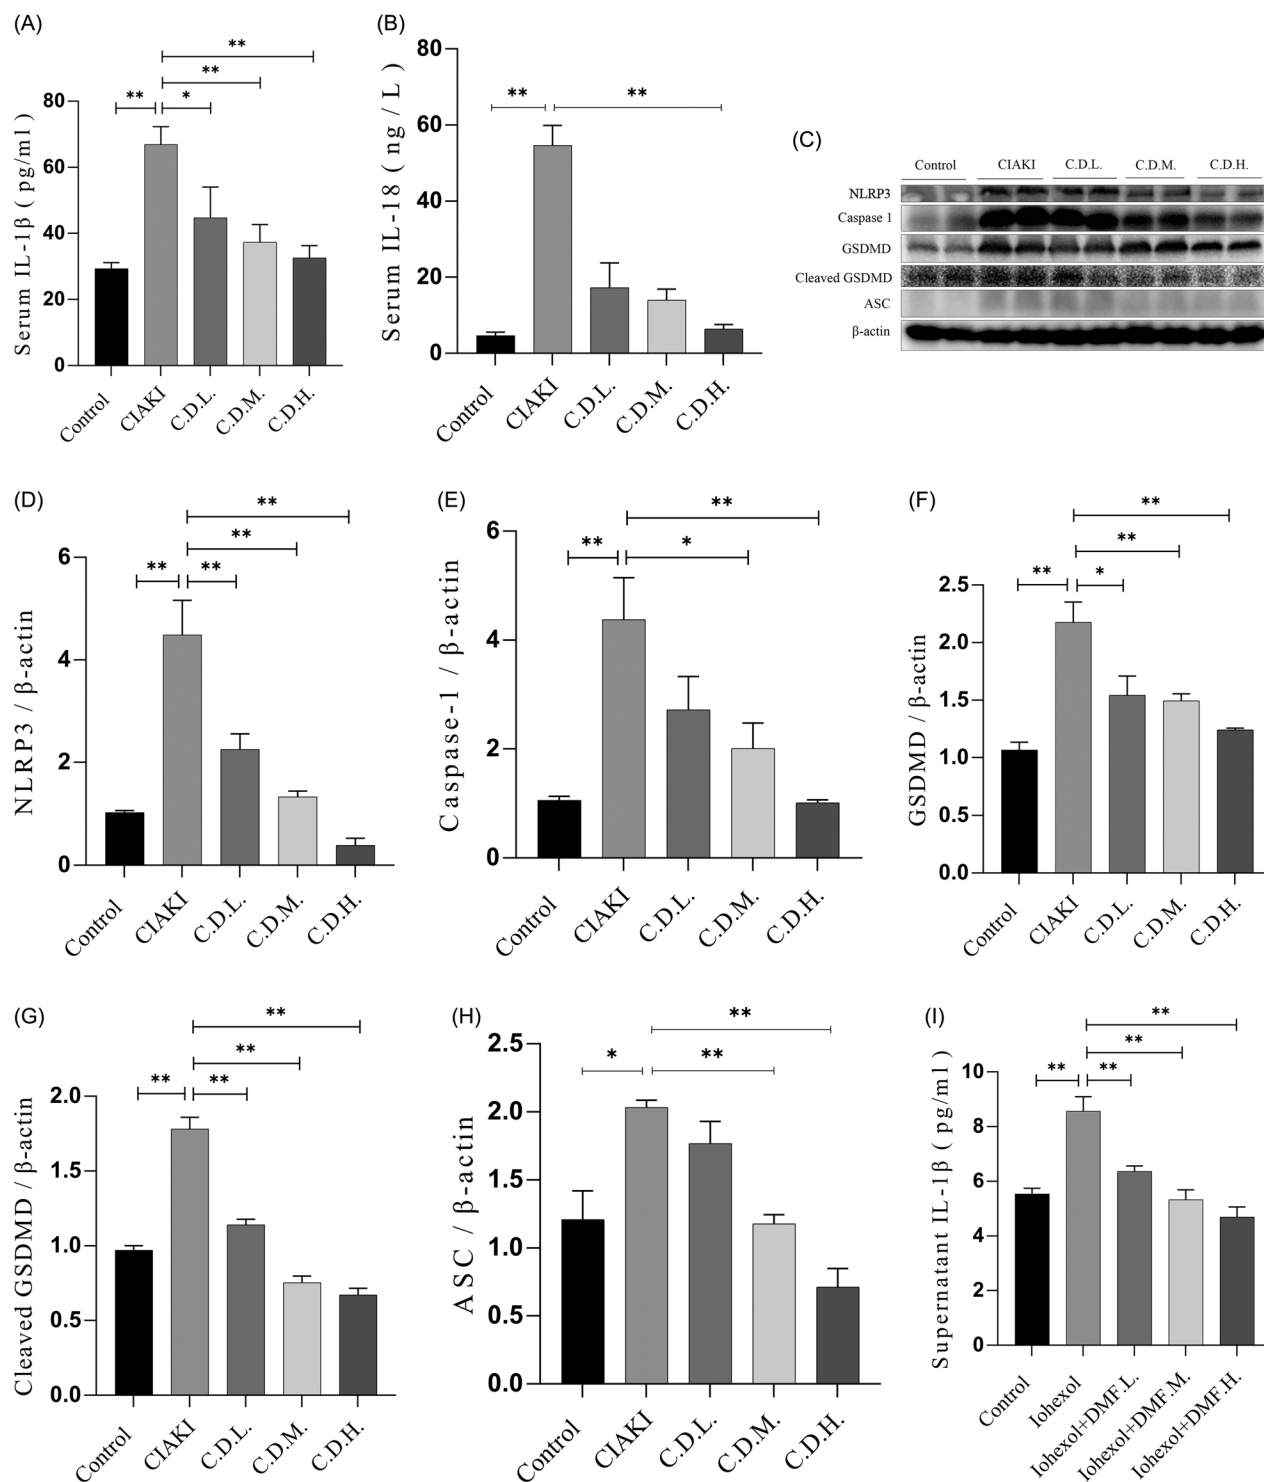 (A)
**
**
**
*
Serum IL-1β ( pg/ml )
80
60
40
20
0
Control
CIAKI
C.D.L.
C.D.M.
C.D.H.
(B)
**
**
Serum IL-18 ( ng / L )
80
60
40
20
0
Control
CIAKI
C.D.L.
C.D.M.
C.D.H.
(C)
Control CIAKI C.D.L. C.D.M. C.D.H.
NLRP3
Caspase 1
GSDMD
Cleaved GSDMD
ASC
β-actin
(D)
**
**
**
**
NLRP3 / β-actin
6
4
2
0
Control
CIAKI
C.D.L.
C.D.M.
C.D.H.
(E)
**
**
*
Caspase-1 / β-actin
6
4
2
0
Control
CIAKI
C.D.L.
C.D.M.
C.D.H.
(F)
**
**
**
*
GSDMD / β-actin
2.5
2.0
1.5
1.0
0.5
0.0
Control
CIAKI
C.D.L.
C.D.M.
C.D.H.
(G)
**
**
**
**
Cleaved GSDMD / β-actin
2.0
1.5
1.0
0.5
0.0
Control
CIAKI
C.D.L.
C.D.M.
C.D.H.
(H)
**
*
**
ASC / β-actin
2.5
2.0
1.5
1.0
0.5
0.0
Control
CIAKI
C.D.L.
C.D.M.
C.D.H.
(I)
**
**
**
**
Supernatant IL-1β ( pg/ml )
8
6
4
2
0
Control
Iohexol
Iohexol+DMF.L.
Iohexol+DMF.M.
Iohexol+DMF.H.